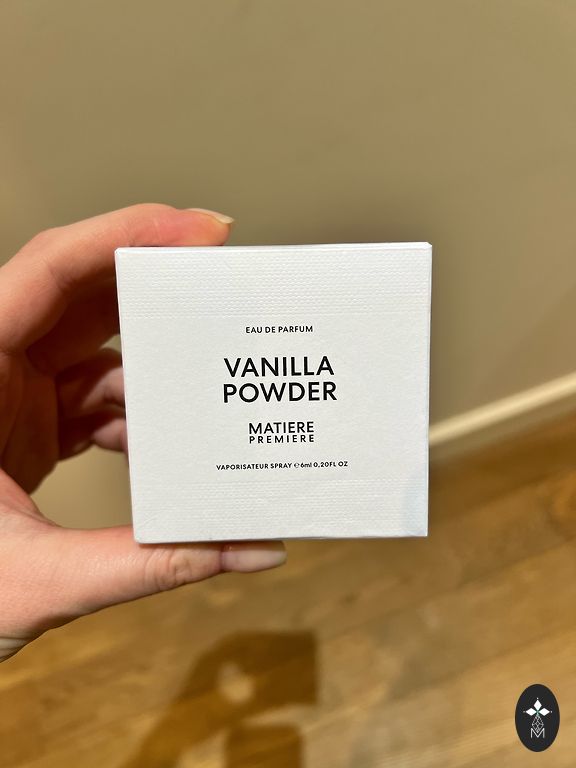 EAU DE PARFUM
VANILLA
POWDER
MATIERE
PREMIERE
VAPORISATEUR SPRAY ℮6ml 0,20FL OZ
M